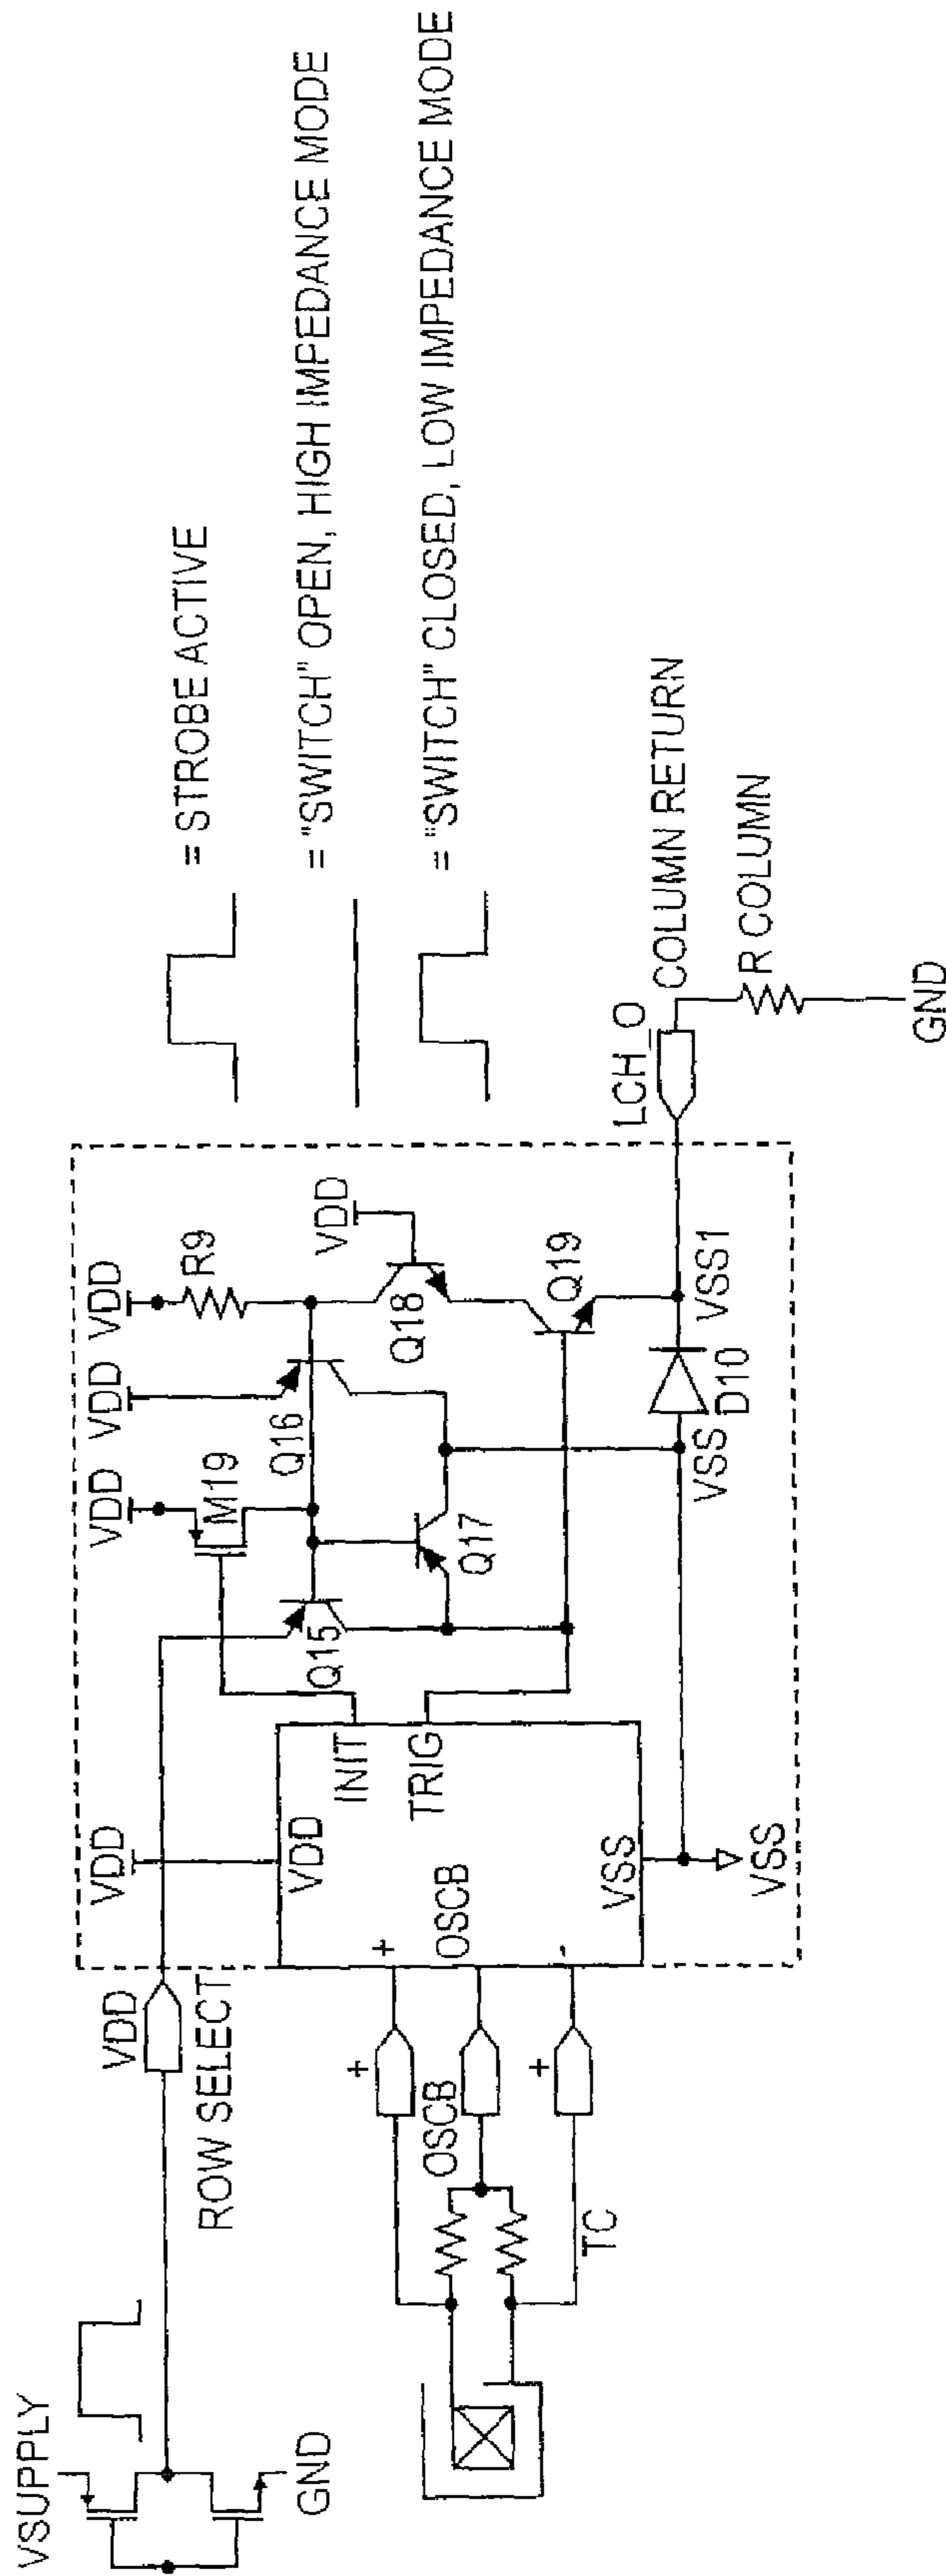 VSUPPLY
GND
VDD
ROW SELECT
+
OSCB
+
TC
VDD
VDD
INIT
TRIG
+
OSCB
-
VSS
VSS
VDD
M19
VDD
Q16
VDD
R9
Q15
Q17
Q18
VDD
Q19
VSS
D10
VSS1
LCH_O
COLUMN RETURN
R COLUMN
GND
= STROBE ACTIVE
= "SWITCH" OPEN, HIGH IMPEDANCE MODE
= "SWITCH" CLOSED, LOW IMPEDANCE MODE